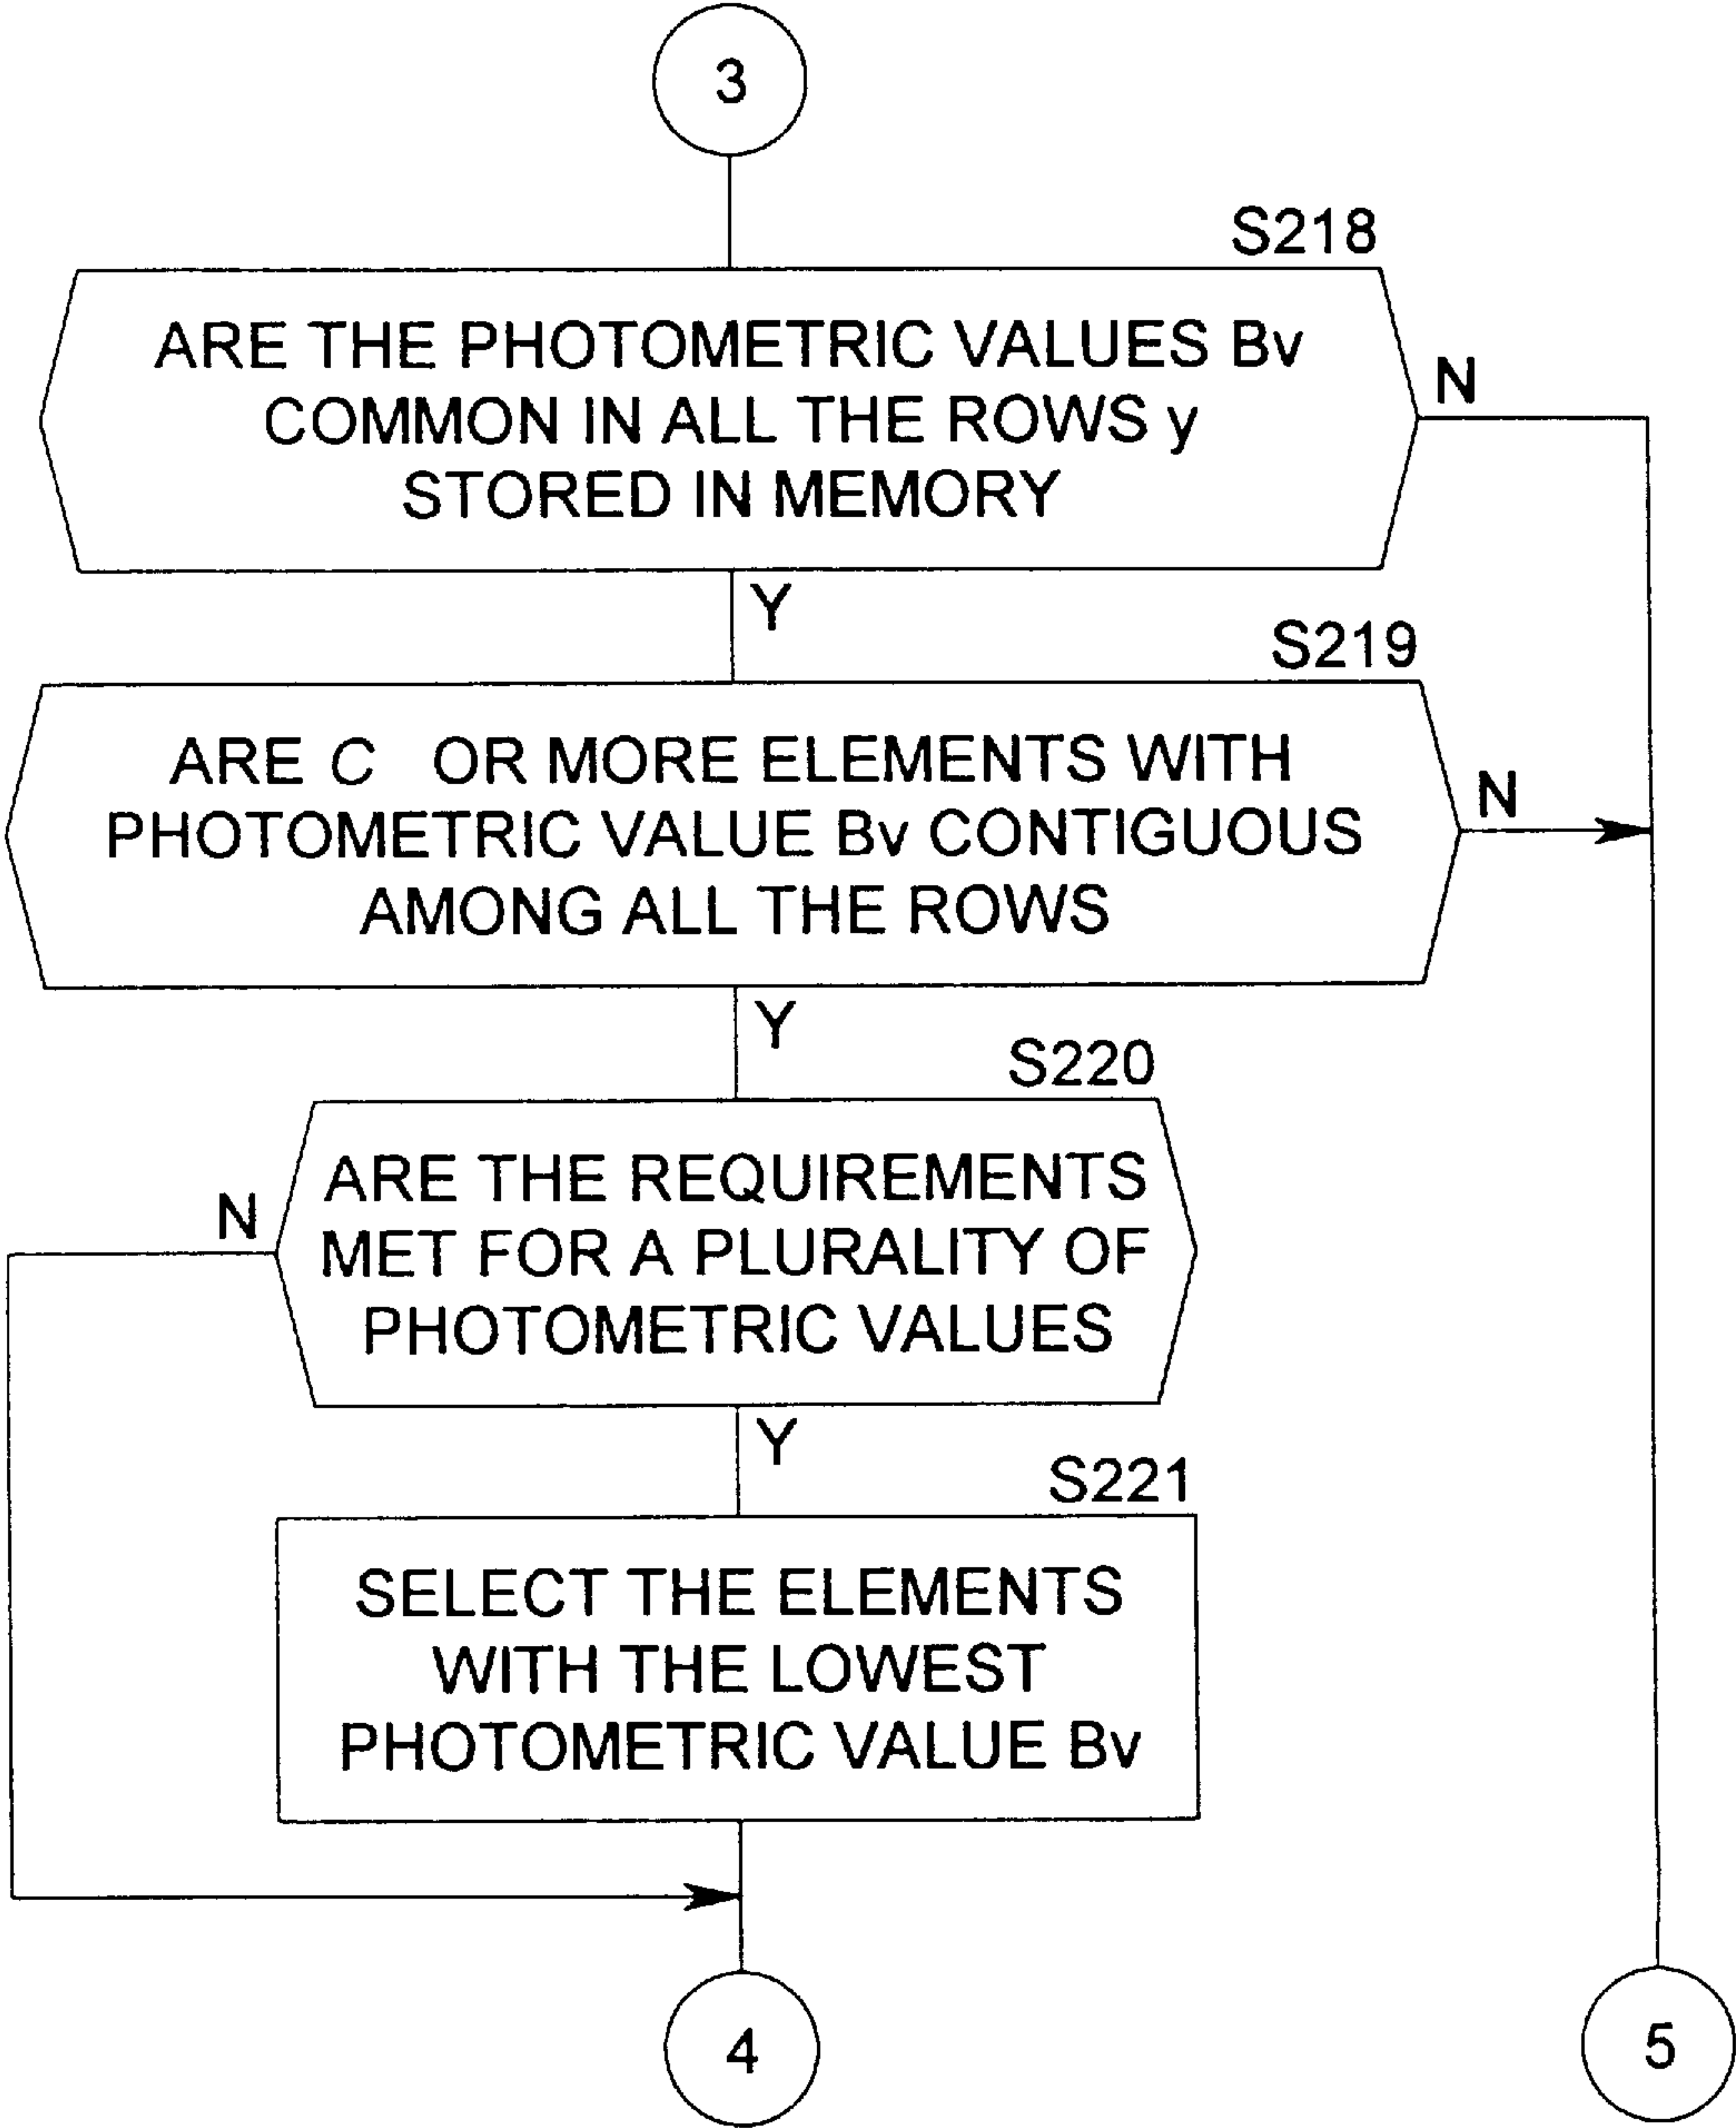 3
S218
ARE THE PHOTOMETRIC VALUES Bv
COMMON IN ALL THE ROWS y
STORED IN MEMORY
N
Y
S219
ARE C OR MORE ELEMENTS WITH
PHOTOMETRIC VALUE Bv CONTIGUOUS
AMONG ALL THE ROWS
N
Y
S220
ARE THE REQUIREMENTS
MET FOR A PLURALITY OF
PHOTOMETRIC VALUES
N
Y
S221
SELECT THE ELEMENTS
WITH THE LOWEST
PHOTOMETRIC VALUE Bv
4
5